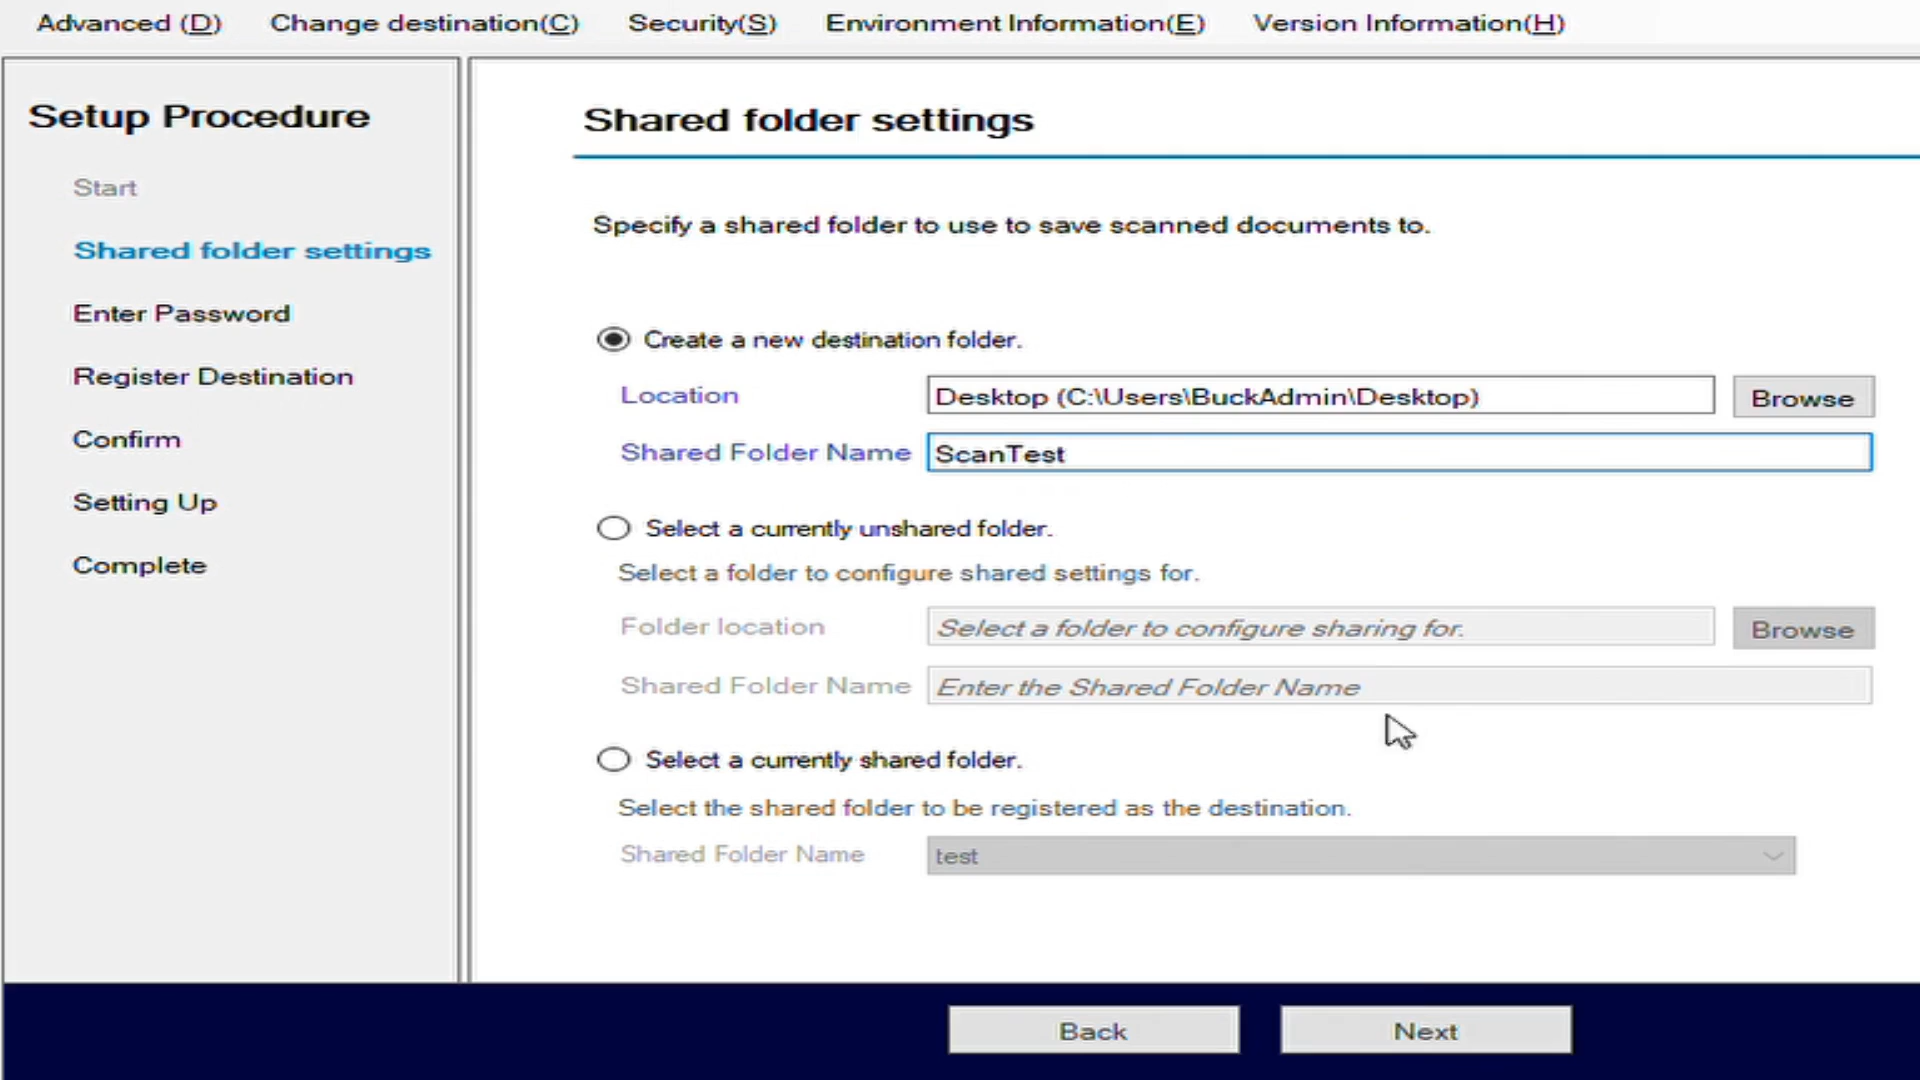 Advanced (D) Change destination(C) Security(S) Environment Information(E) Version Information(H)
Setup Procedure
Start
Shared folder settings
Enter Password
Register Destination
Confirm
Setting Up
Complete
Shared folder settings
Specify a shared folder to use to save scanned documents to.
Create a new destination folder.
Location Desktop (C:\Users\BuckAdmin\Desktop) Browse
Shared Folder Name ScanTest
Select a currently unshared folder.
Select a folder to configure shared settings for.
Folder location Select a folder to configure sharing for. Browse
Shared Folder Name Enter the Shared Folder Name
Select a currently shared folder.
Select the shared folder to be registered as the destination.
Shared Folder Name test
Back Next